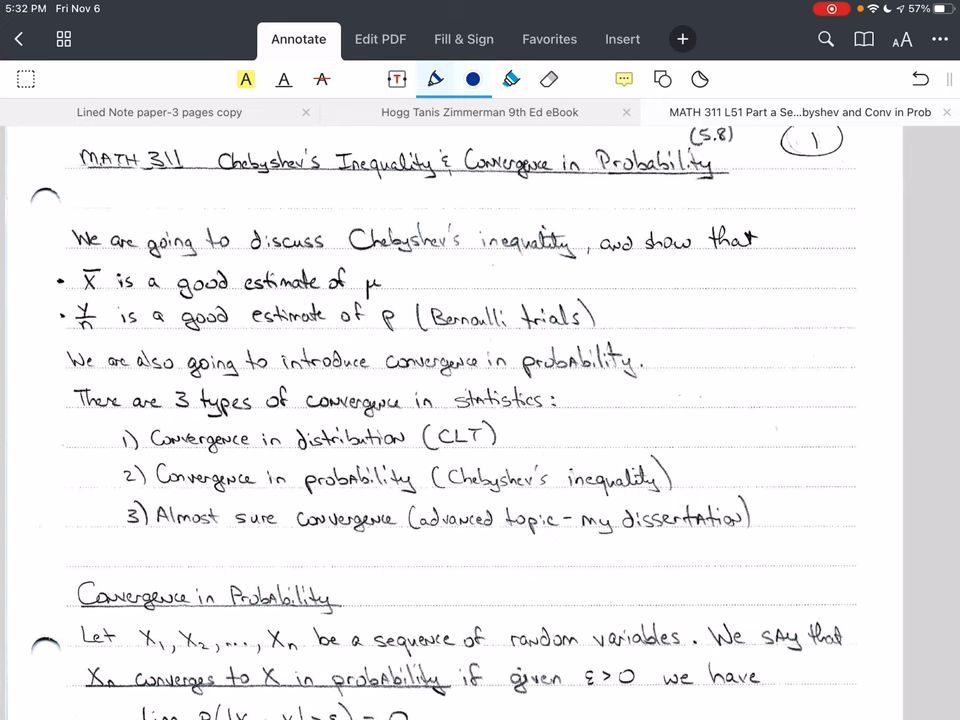 5:32 PM Fri Nov 6
57%
Annotate Edit PDF Fill & Sign Favorites Insert
Lined Note paper-3 pages copy
Hogg Tanis Zimmerman 9th Ed eBook
MATH 311 L51 Part a Se...byshev and Conv in Prob
(5.8) 1
MATH 311 Chebyshev's Inequality & Convergence in Probability
We are going to discuss Chebyshev's inequality, and show that
• X̄ is a good estimate of μ
• Y/n is a good estimate of p (Bernoulli trials)
We are also going to introduce convergence in probability.
There are 3 types of convergence in statistics:
1) Convergence in distribution (CLT)
2) Convergence in probability (Chebyshev's inequality)
3) Almost sure convergence (advanced topic - my dissertation)
Convergence in Probability
Let X₁, X₂, ..., Xₙ be a sequence of random variables. We say that
Xₙ converges to X in probability if given ε>0 we have